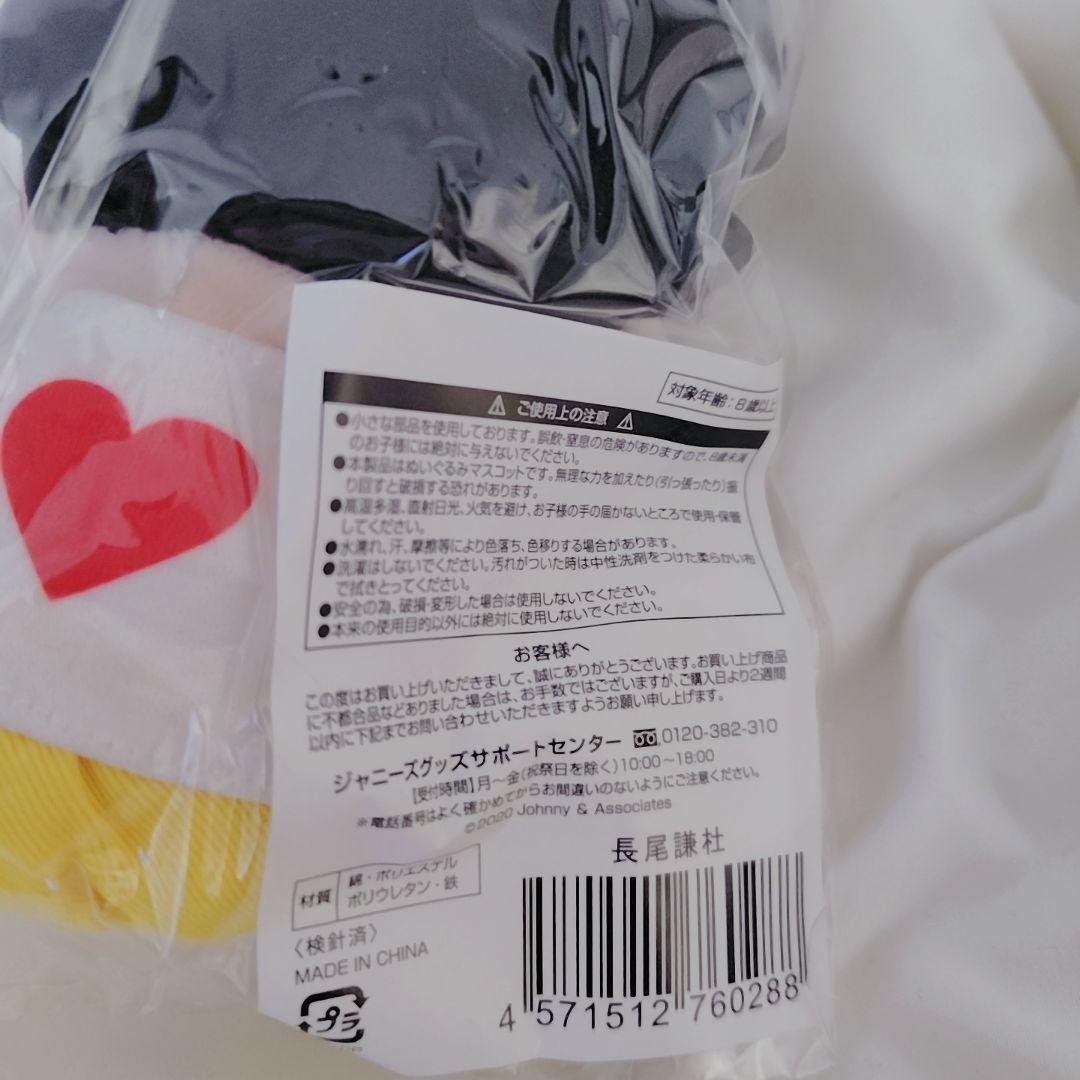 対象年齢:8歳以上
ご使用上の注意
●小さな部品を使用しております。誤飲・窒息の危険がありますので、8歳未満
のお子様には絶対に与えないでください。
●本製品はぬいぐるみマスコットです。無理な力を加えたり(引っ張ったり)振
り回すと破損する恐れがあります。
●高温多湿、直射日光、火気を避け、お子様の手の届かないところで使用・保管
してください。
●水濡れ、汗、摩擦等により色落ち、色移りする場合があります。
●洗濯はしないでください。汚れがついた時は中性洗剤をつけた柔らかい布
で拭きとってください。
●安全の為、破損・変形した場合は使用しないでください。
●本来の使用目的以外には絶対に使用しないでください。
お客様へ
この度はお買い上げいただきまして、誠にありがとうございます。お買い上げ商品
に不都合品などありました場合は、お手数ではございますが、ご購入日より2週間
以内に下記までお問い合わせいただきますようお願い申し上げます。
ジャニーズグッズサポートセンター 0120-382-310
【受付時間】月〜金(祝祭日を除く)10:00〜18:00
※電話番号はよく確かめてからお間違いのないようにご注意ください。
©2020 Johnny & Associates
長尾謙杜
材質
綿・ポリエステル
ポリウレタン・鉄
〈検針済〉
MADE IN CHINA
プラ
4 571512 760288